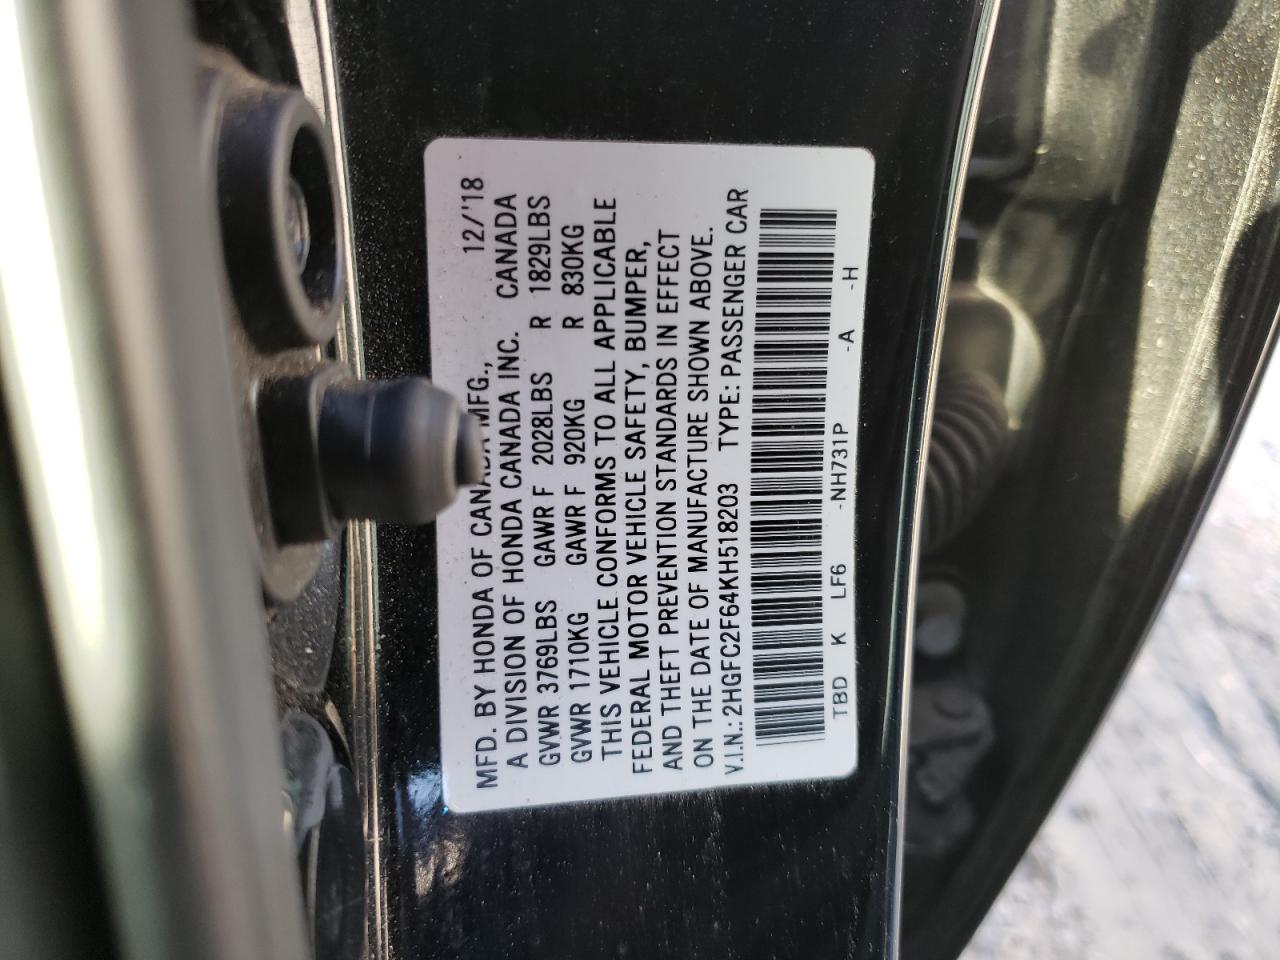 MFD. BY HONDA OF CANADA MFG., 12/'18
A DIVISION OF HONDA CANADA INC. CANADA
GVWR 3769LBS GAWR F 2028LBS R 1829LBS
GVWR 1710KG GAWR F 920KG R 830KG
THIS VEHICLE CONFORMS TO ALL APPLICABLE
FEDERAL MOTOR VEHICLE SAFETY, BUMPER,
AND THEFT PREVENTION STANDARDS IN EFFECT
ON THE DATE OF MANUFACTURE SHOWN ABOVE.
V.I.N.: 2HGFC2F64KH518203 TYPE: PASSENGER CAR
TBD K LF6 -NH731P -A -H